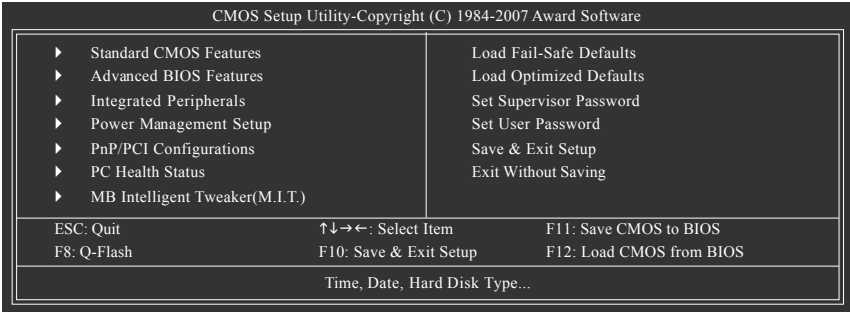 CMOS Setup Utility-Copyright (C) 1984-2007 Award Software
Standard CMOS Features
Advanced BIOS Features
Integrated Peripherals
Power Management Setup
PnP/PCI Configurations
PC Health Status
MB Intelligent Tweaker(M.I.T.)
Load Fail-Safe Defaults
Load Optimized Defaults
Set Supervisor Password
Set User Password
Save & Exit Setup
Exit Without Saving
ESC: Quit ↑↓→←: Select Item F11: Save CMOS to BIOS
F8: Q-Flash F10: Save & Exit Setup F12: Load CMOS from BIOS
Time, Date, Hard Disk Type...